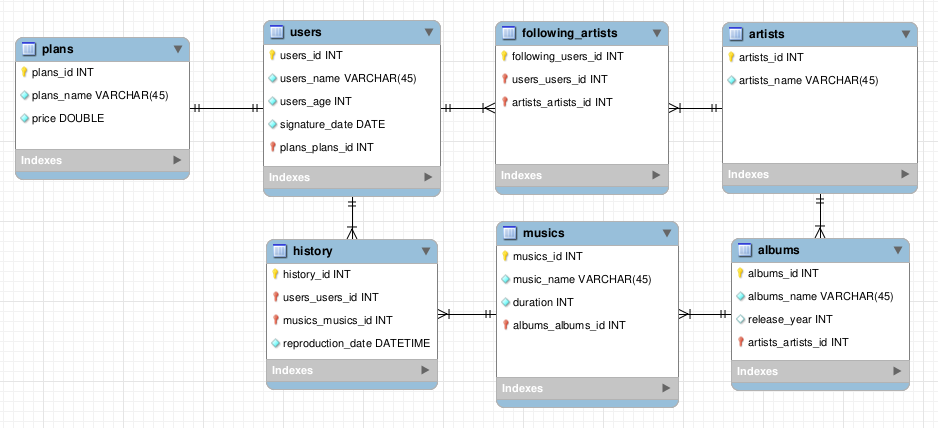 plans
plans_id INT
plans_name VARCHAR(45)
price DOUBLE
Indexes
users
users_id INT
users_name VARCHAR(45)
users_age INT
signature_date DATE
plans_plans_id INT
Indexes
following_artists
following_users_id INT
users_users_id INT
artists_artists_id INT
Indexes
artists
artists_id INT
artists_name VARCHAR(45)
Indexes
history
history_id INT
users_users_id INT
musics_musics_id INT
reproduction_date DATETIME
Indexes
musics
musics_id INT
music_name VARCHAR(45)
duration INT
albums_albums_id INT
Indexes
albums
albums_id INT
albums_name VARCHAR(45)
release_year INT
artists_artists_id INT
Indexes